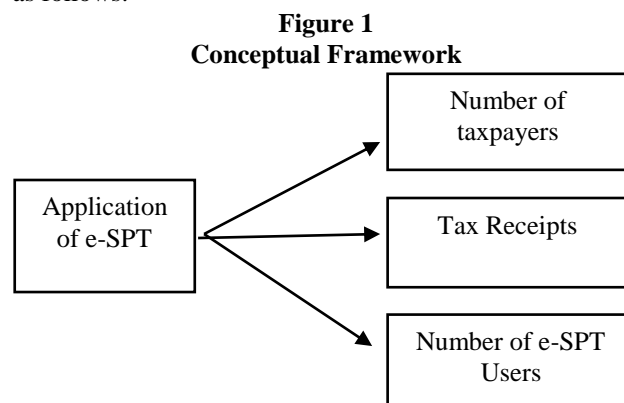 as follows.
Figure 1
Conceptual Framework
Number of
taxpayers
Application
of e-SPT
Tax Receipts
Number of e-SPT
Users